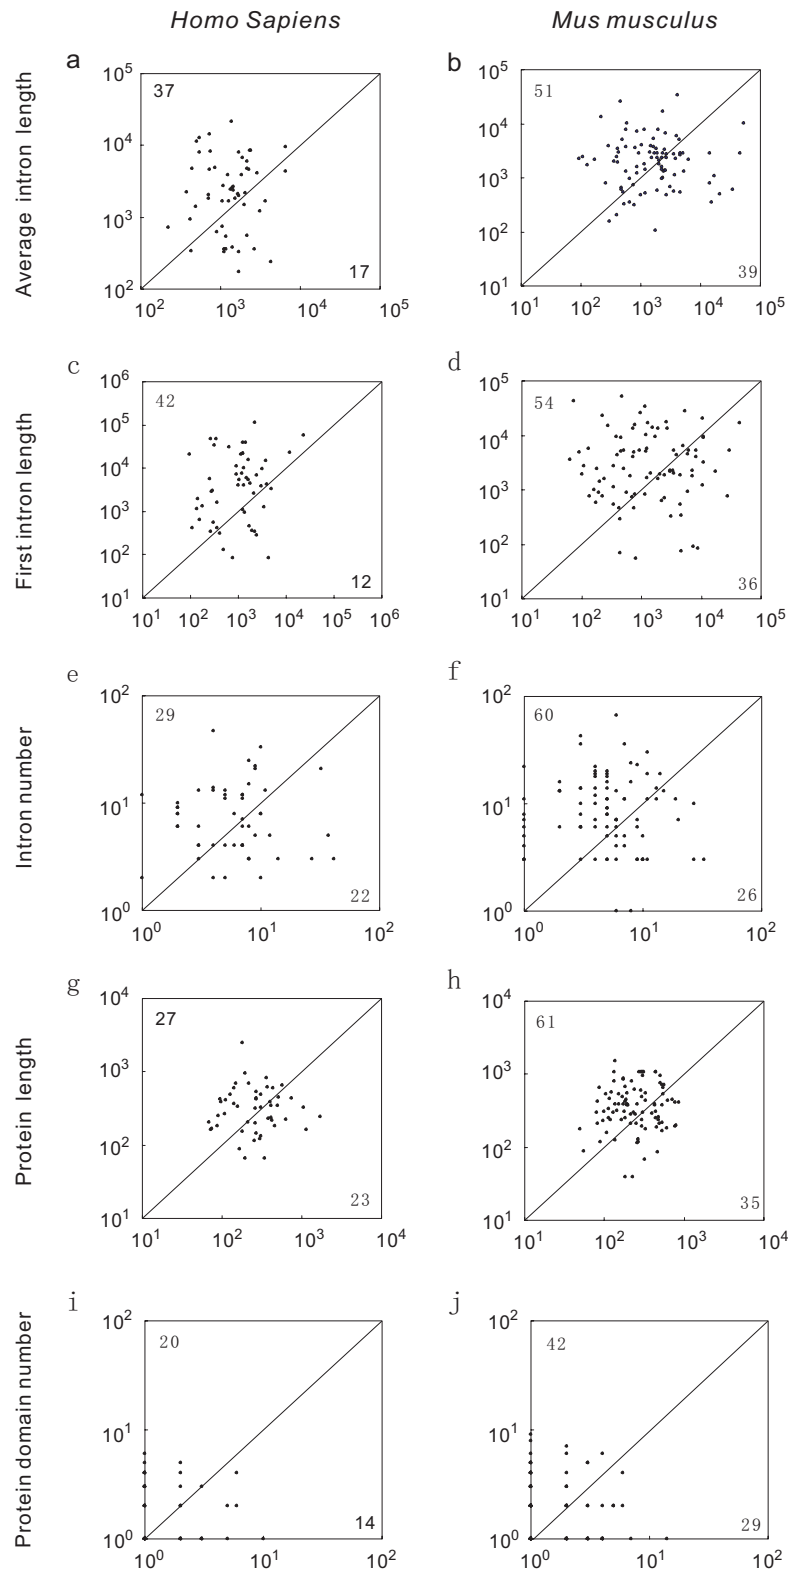 Homo Sapiens Mus musculus
a b
Average intron length
10^5 10^4 10^3 10^2
37
17
10^2 10^3 10^4 10^5
10^5 10^4 10^3 10^2 10^1
51
39
10^1 10^2 10^3 10^4 10^5
c d
First intron length
10^6 10^5 10^4 10^3 10^2 10^1
42
12
10^1 10^2 10^3 10^4 10^5 10^6
10^5 10^4 10^3 10^2 10^1
54
36
10^1 10^2 10^3 10^4 10^5
e f
Intron number
10^2 10^1 10^0
29
22
10^0 10^1 10^2
10^2 10^1 10^0
60
26
10^0 10^1 10^2
g h
Protein length
10^4 10^3 10^2 10^1
27
23
10^1 10^2 10^3 10^4
10^4 10^3 10^2 10^1
61
35
10^1 10^2 10^3 10^4
i j
Protein domain number
10^2 10^1 10^0
20
14
10^0 10^1 10^2
10^2 10^1 10^0
42
29
10^0 10^1 10^2